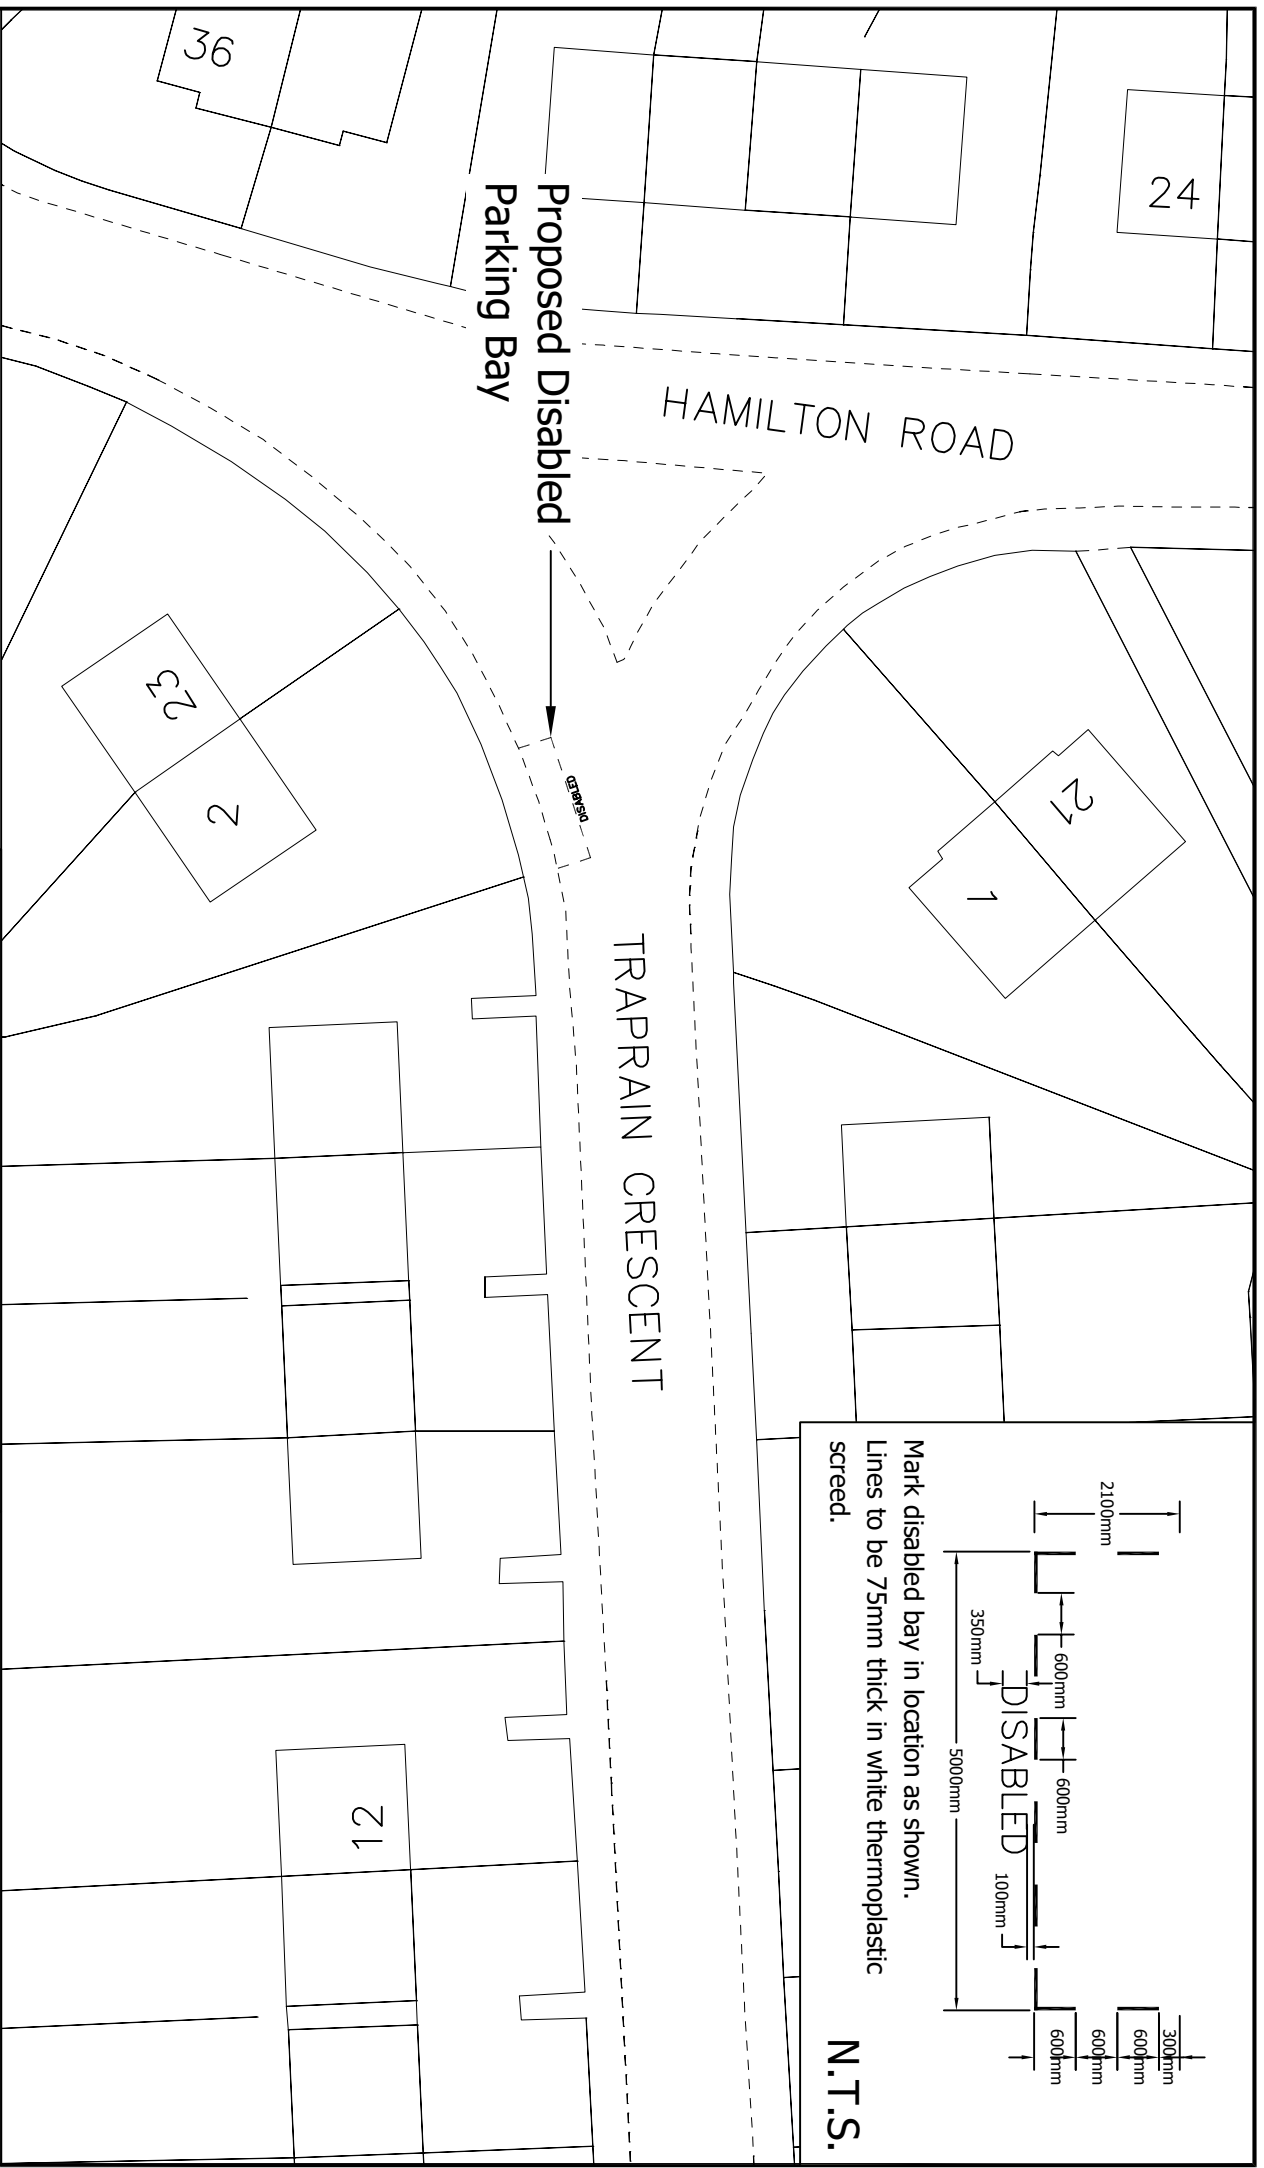 36
24
Proposed Disabled
Parking Bay
HAMILTON ROAD
23
2
21
1
DISABLED
TRAPRAIN CRESCENT
12
2100mm
600mm
600mm
350mm
DISABLED
100mm
5000mm
300mm
600mm
600mm
600mm
Mark disabled bay in location as shown.
Lines to be 75mm thick in white thermoplastic
screed.
N.T.S.